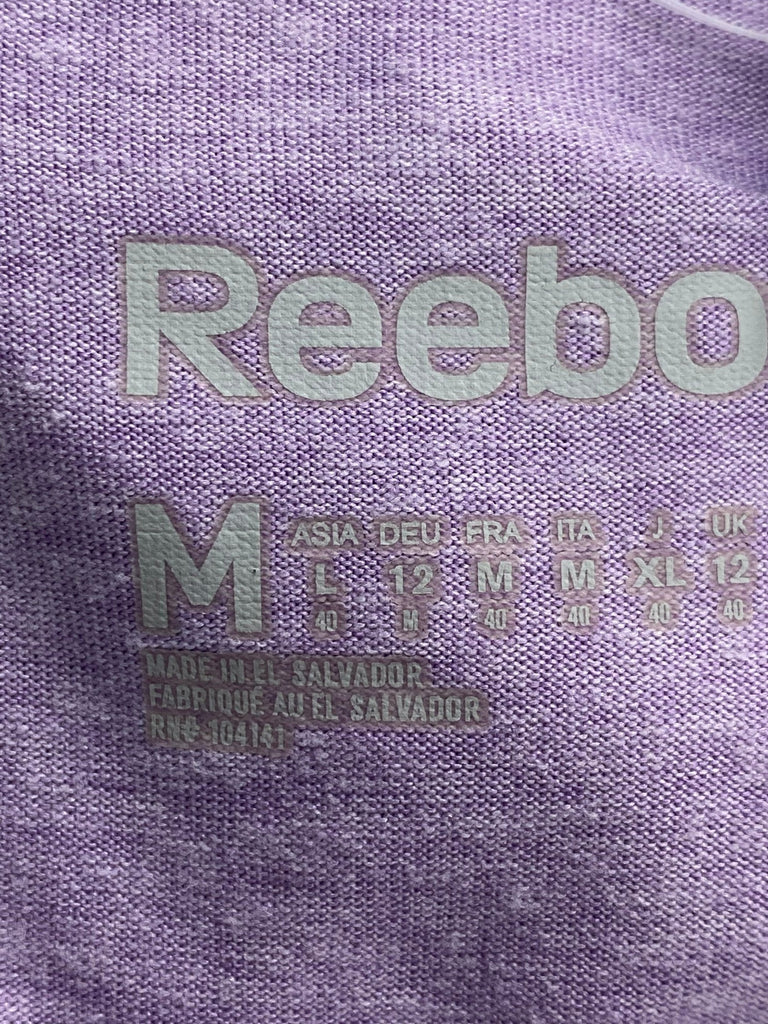 Reebo
M ASIA DEU FRA ITA J UK
L 12 M M XL 12
40 M 40 40 40 40
MADE IN EL SALVADOR
FABRIQUÉ AU EL SALVADOR
RN# 104141